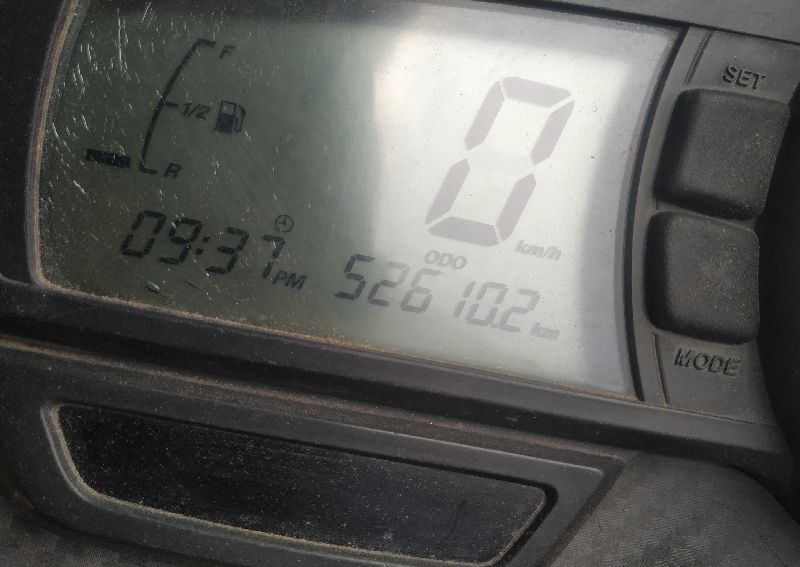 SET
F
1/2
0
km/h
R
09:37 PM
ODO
52610.2 km
MODE